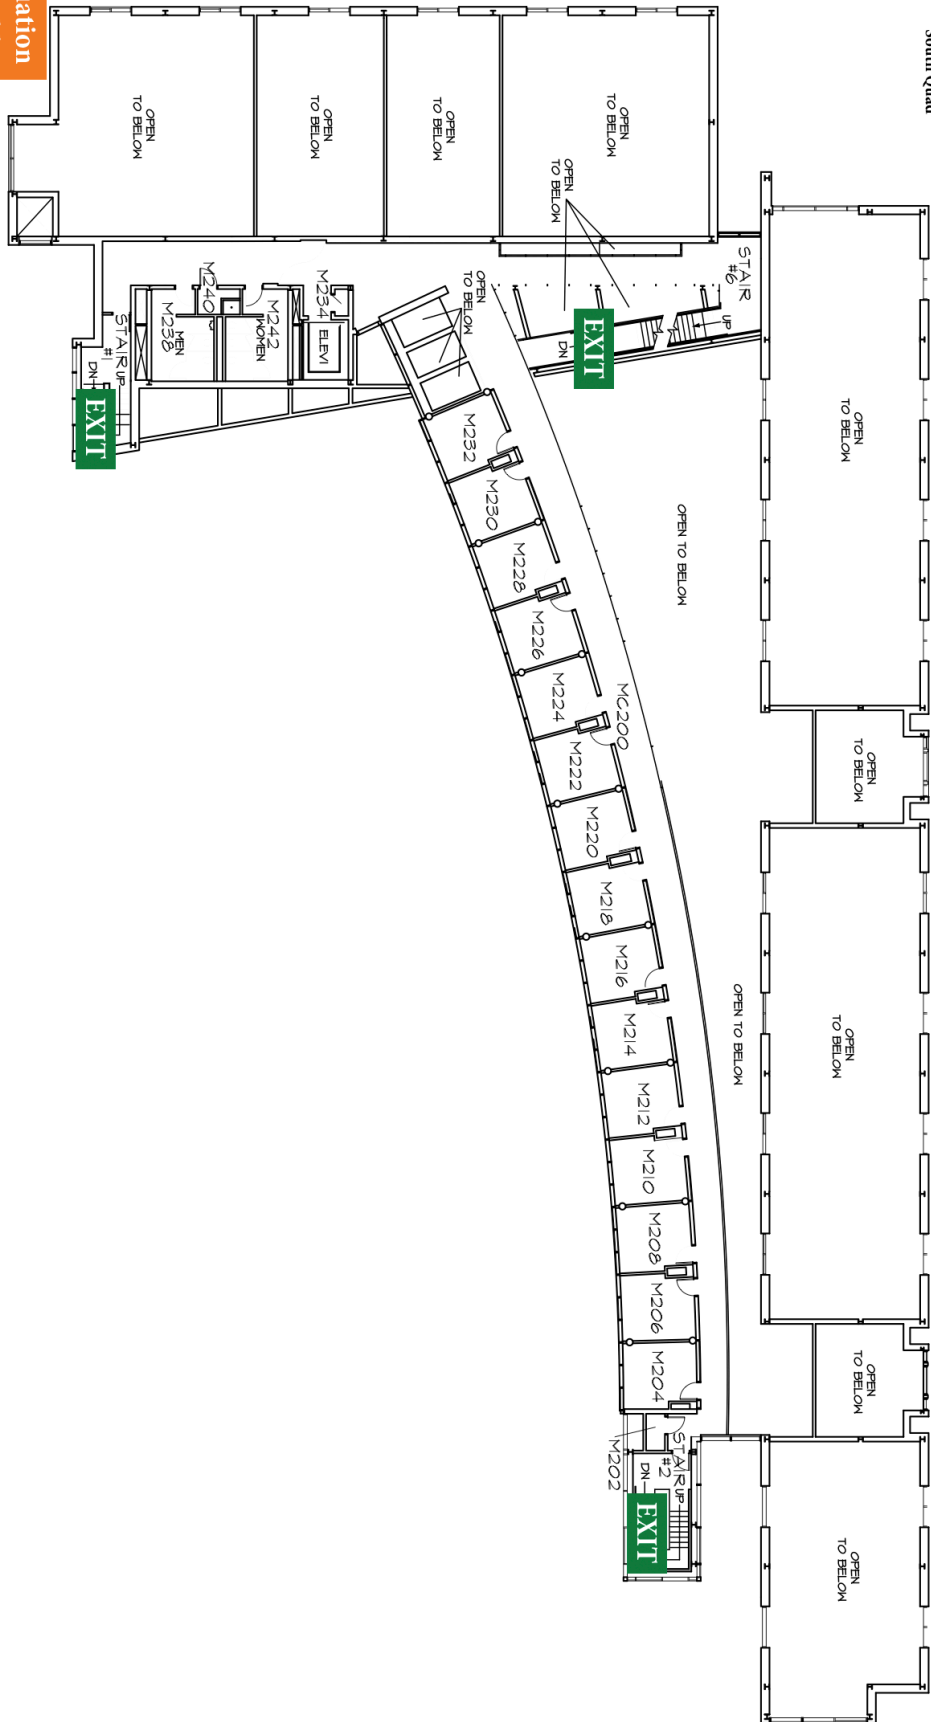 South Quad
ation
OPEN
TO BELOW
OPEN
TO BELOW
OPEN
TO BELOW
OPEN
TO BELOW
OPEN
TO BELOW
STAIR
#6
UP
DN
EXIT
OPEN
TO BELOW
M240
M234
M242
WOMEN
M238
MEN
ELEV1
STAIR
#1
UP
DN
EXIT
OPEN
TO BELOW
OPEN TO BELOW
M232
M230
M228
M226
M224
MC200
M222
M220
M218
M216
M214
M212
M210
M208
M206
M204
M202
OPEN
TO BELOW
OPEN TO BELOW
OPEN
TO BELOW
OPEN
TO BELOW
STAIR
#2
UP
DN
EXIT
OPEN
TO BELOW